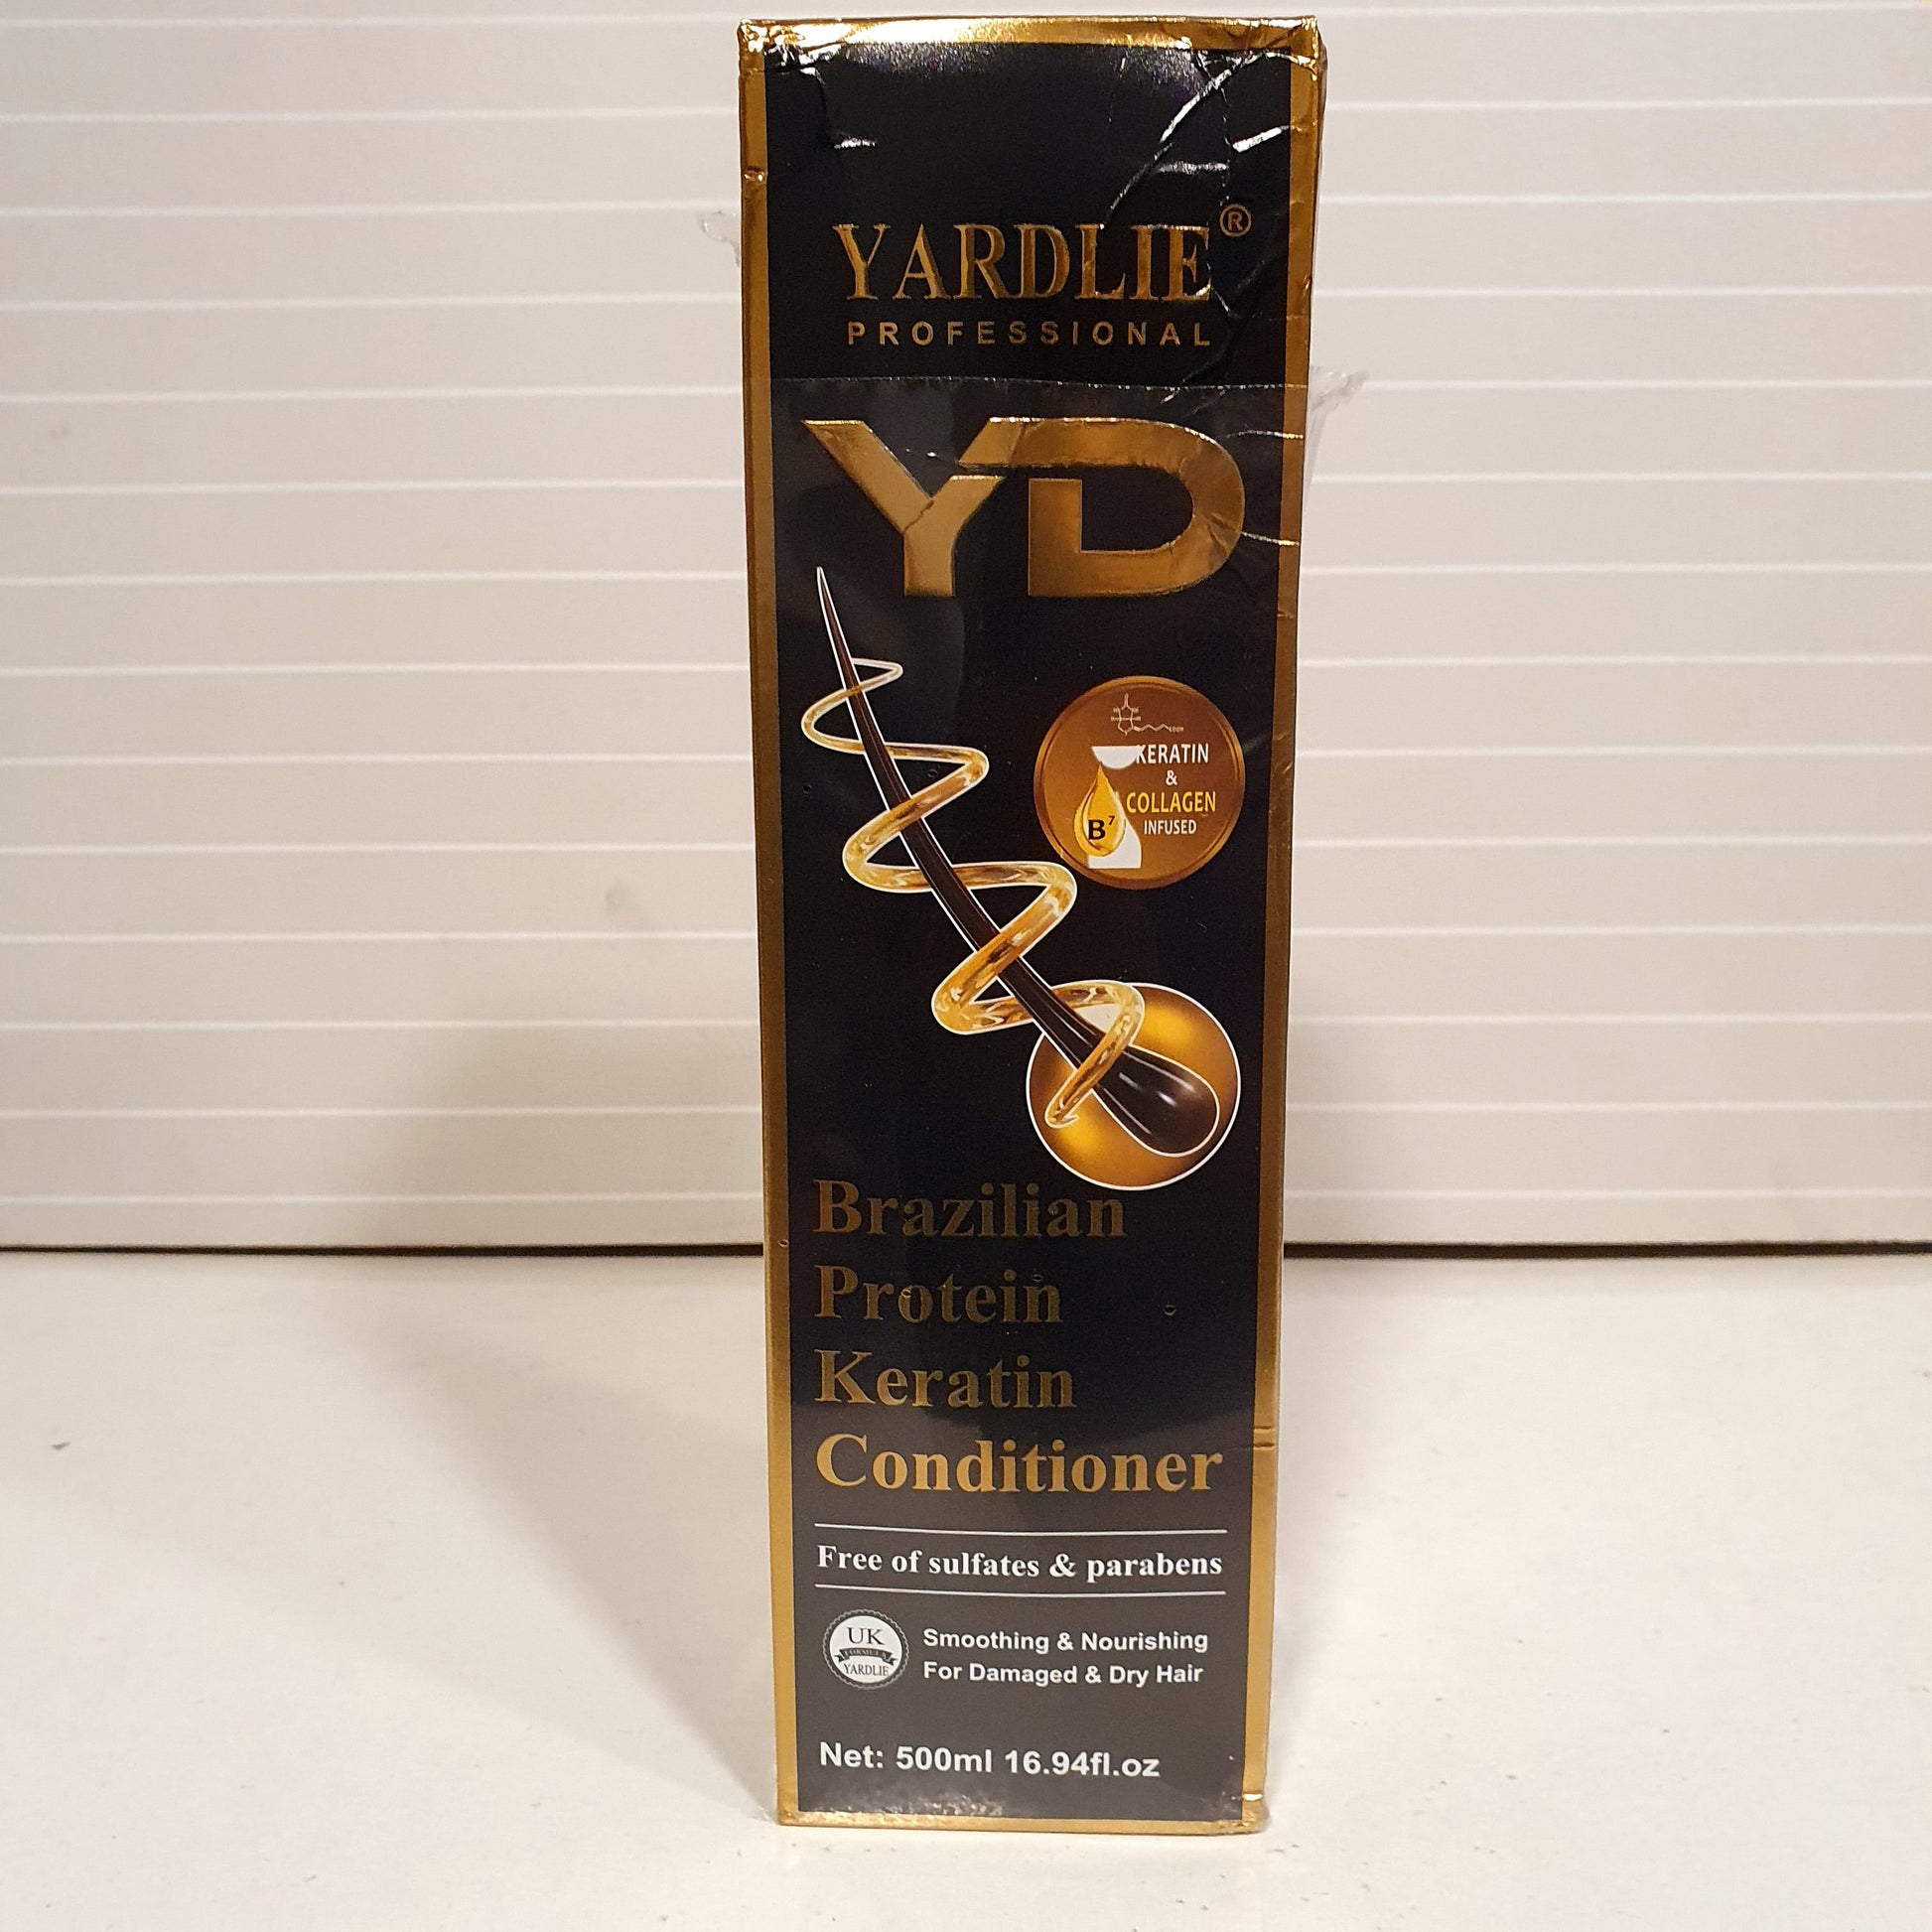 YARDLIE®
PROFESSIONAL
YD
KERATIN
&
COLLAGEN
INFUSED
B7
Brazilian
Protein
Keratin
Conditioner
Free of sulfates & parabens
UK
FORMULA
YARDLIE
Smoothing & Nourishing
For Damaged & Dry Hair
Net: 500ml 16.94fl.oz